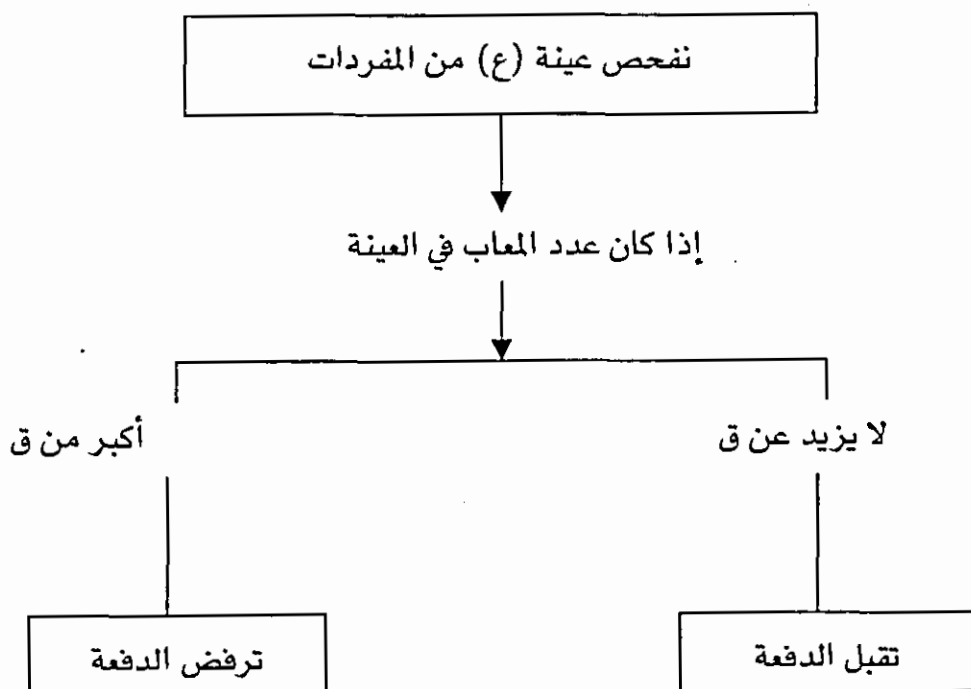 نفحص عينة (ع) من المفردات
إذا كان عدد المعاب في العينة
لا يزيد عن ق
أكبر من ق
تقبل الدفعة
ترفض الدفعة